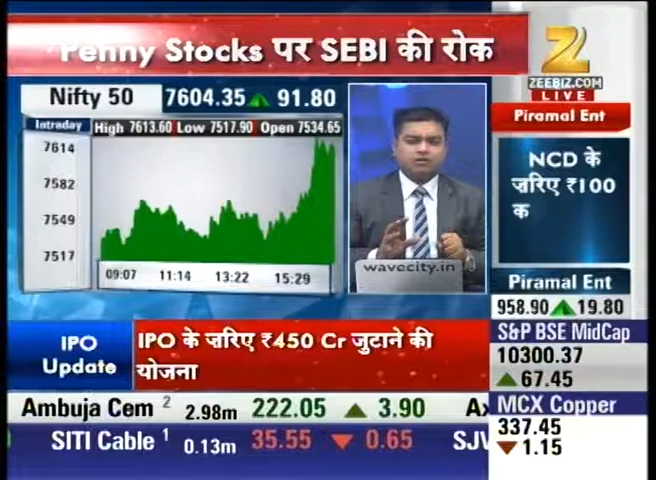 Penny Stocks पर SEBI की रोक
ZEEBIZ.COM
LIVE
Nifty 50 7604.35 91.80
Intraday High 7613.60 Low 7517.90 Open 7534.65
7614
7582
7549
7517
09:07 11:14 13:22 15:29
wavecity.in
Piramal Ent
NCD के
ज़रिए ₹100
क
Piramal Ent
958.90 19.80
S&P BSE MidCap
10300.37
67.45
MCX Copper
337.45
1.15
IPO
Update
IPO के ज़रिए ₹450 Cr जुटाने की
योजना
Ambuja Cem 2 2.98m 222.05 3.90 Ax
SITI Cable 1 0.13m 35.55 0.65 SJV